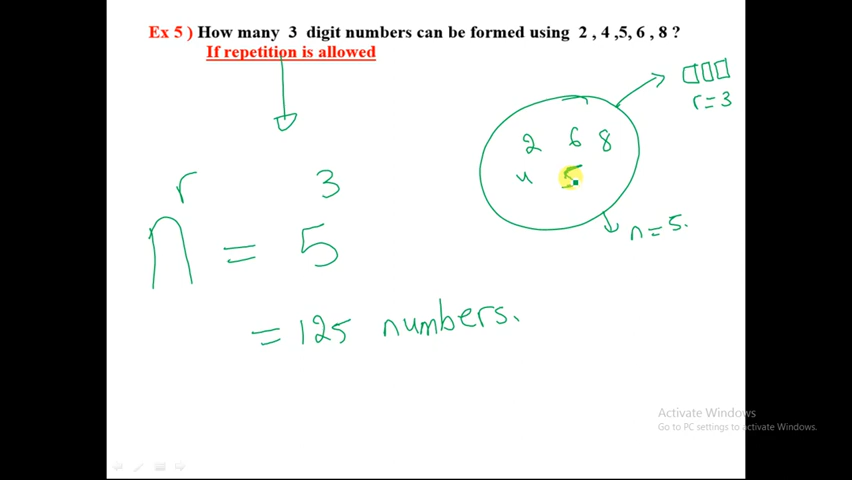 Ex 5 ) How many 3 digit numbers can be formed using 2 , 4 ,5, 6 , 8 ?
If repetition is allowed
r = 3
2 6 8
4 5
n = 5.
r 3
n = 5
= 125 numbers.
Activate Windows
Go to PC settings to activate Windows.